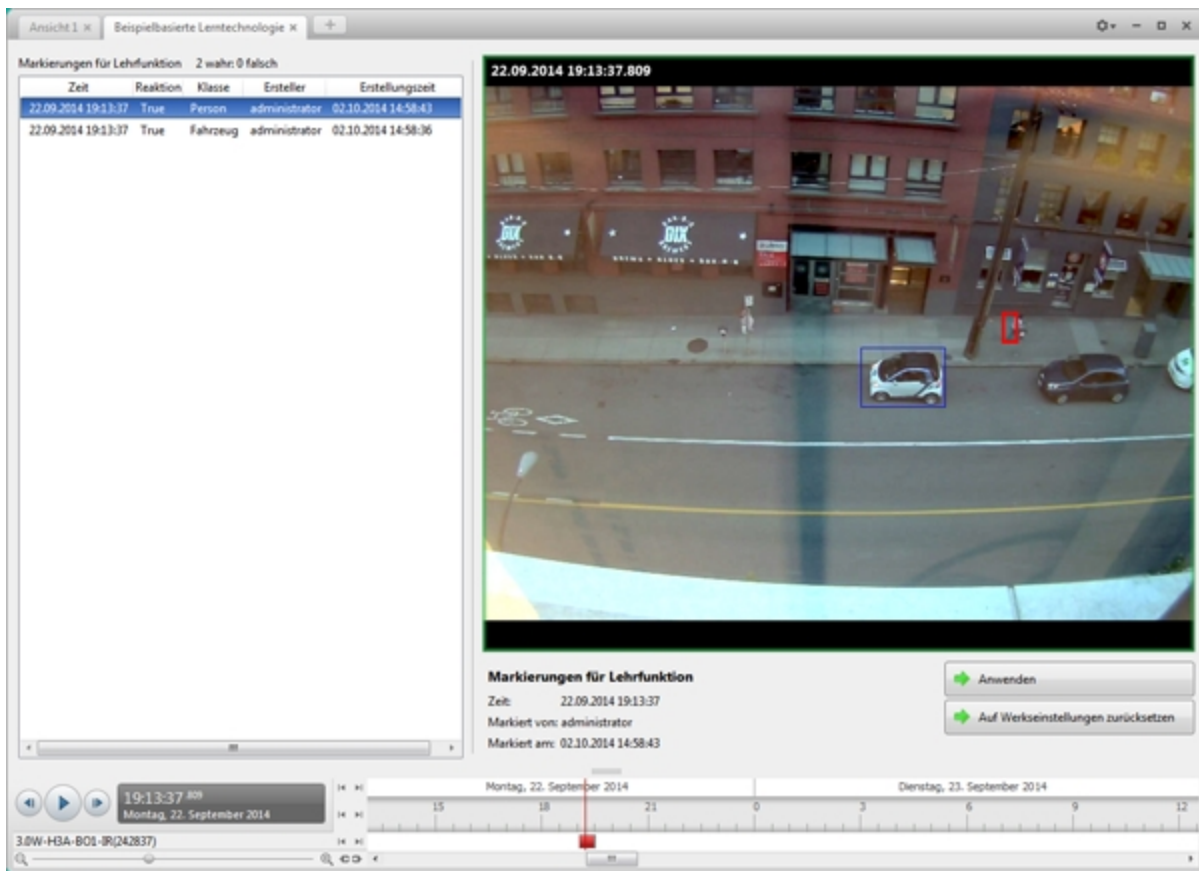 Ansicht 1 ×
Beispielbasierte Lerntechnologie ×
Markierungen für Lehrfunktion 2 wahr: 0 falsch
Zeit Reaktion Klasse Ersteller Erstellungszeit
22.09.2014 19:13:37 True Person administrator 02.10.2014 14:58:43
22.09.2014 19:13:37 True Fahrzeug administrator 02.10.2014 14:58:36
22.09.2014 19:13:37.809
DIX
DIX
Markierungen für Lehrfunktion
Zeit: 22.09.2014 19:13:37
Markiert von: administrator
Markiert am: 02.10.2014 14:58:43
Anwenden
Auf Werkseinstellungen zurücksetzen
19:13:37.809
Montag, 22. September 2014
Montag, 22. September 2014
Dienstag, 23. September 2014
15 18 21 0 3 6 9 12
3.0W-H3A-BO1-IR(242837)